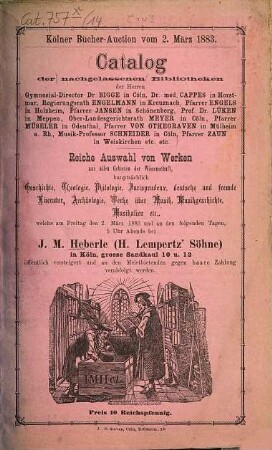 Cat. 757 /14
Kölner Bücher-Auction vom 2. März 1883.
Catalog
der nachgelassenen Bibliotheken
der Herren
Gymnasial-Director Dr. BIGGE in Cöln, Dr. med. CAPPES in Horst-
mar, Regierungsrath ENGELMANN in Kreuznach, Pfarrer ENGELS
in Holzheim, Pfarrer JANSEN in Schönenberg, Prof. Dr. LÜKEN
in Meppen, Ober-Landesgerichtsrath MEYER in CÖLN, Pfarrer
MÜSELER in Odenthal, Pfarrer VON OTHEGRAVEN in Mülheim
a. Rh., Musik-Professor SCHNEIDER in Cöln, Pfarrer ZAUN
in Weiskirchen etc. etc.
Reiche Auswahl von Werken
aus allen Gebieten der Wissenschaft,
hauptsächlich
Geschichte, Theologie, Philologie, Jurisprudenz, deutsche und fremde
Literatur, Archäologie, Werke über Musik, Musikgeschichte,
Musikalien etc.,
welche am Freitag den 2. März 1883 und an den folgenden Tagen,
5 Uhr Abends bei
J. M. Heberle (H. Lempertz' Söhne)
in Köln, grosse Sandkaul 10 u. 12
öffentlich versteigert und an den Meistbietenden gegen baare Zahlung
verabfolgt werden.
Preis 10 Reichspfennig.